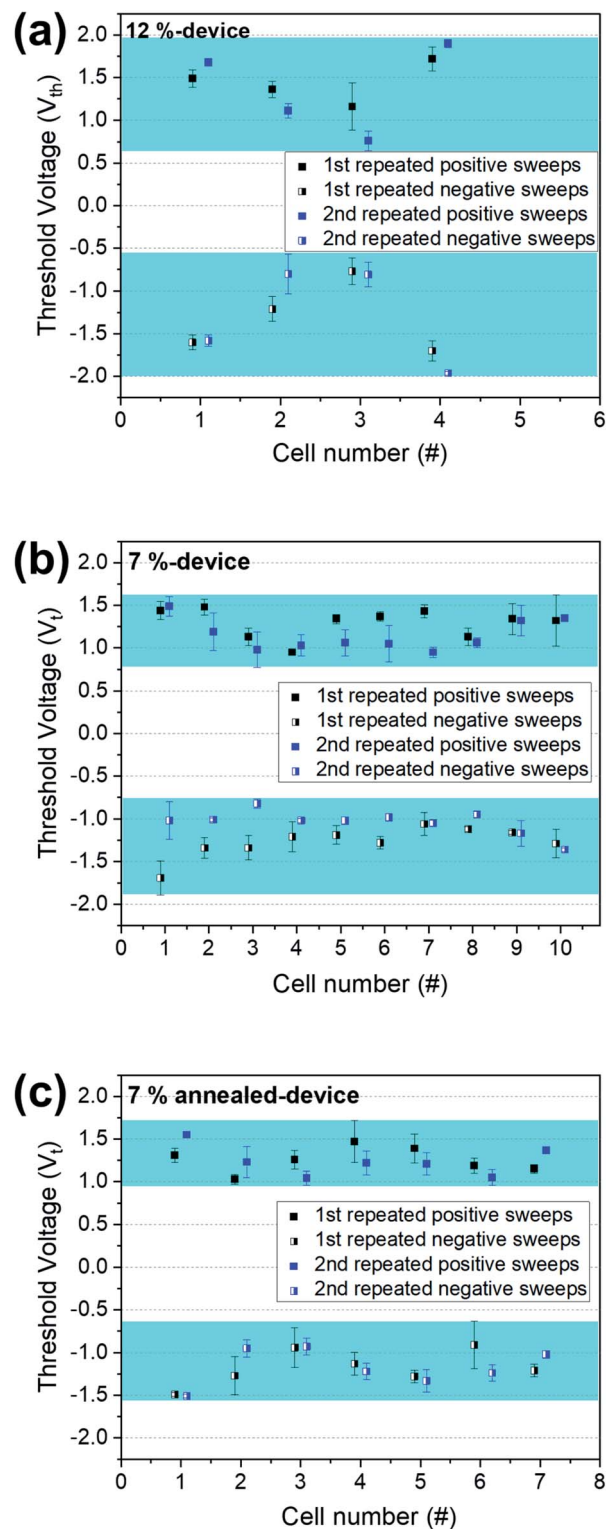 (a)
12 %-device
Threshold Voltage (Vth)
2.0
1.5
1.0
0.5
0.0
-0.5
-1.0
-1.5
-2.0
1st repeated positive sweeps
1st repeated negative sweeps
2nd repeated positive sweeps
2nd repeated negative sweeps
0 1 2 3 4 5 6
Cell number (#)
(b)
7 %-device
Threshold Voltage (Vt)
2.0
1.5
1.0
0.5
0.0
-0.5
-1.0
-1.5
-2.0
1st repeated positive sweeps
1st repeated negative sweeps
2nd repeated positive sweeps
2nd repeated negative sweeps
0 1 2 3 4 5 6 7 8 9 10
Cell number (#)
(c)
7 % annealed-device
Threshold Voltage (Vt)
2.0
1.5
1.0
0.5
0.0
-0.5
-1.0
-1.5
-2.0
1st repeated positive sweeps
1st repeated negative sweeps
2nd repeated positive sweeps
2nd repeated negative sweeps
0 1 2 3 4 5 6 7 8
Cell number (#)